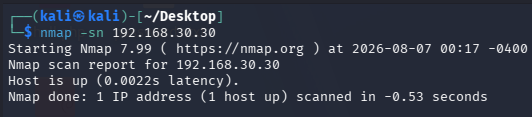 ┌──(kali㉿kali)-[~/Desktop]
└─$ nmap -sn 192.168.30.30
Starting Nmap 7.99 ( https://nmap.org ) at 2026-08-07 00:17 -0400
Nmap scan report for 192.168.30.30
Host is up (0.0022s latency).
Nmap done: 1 IP address (1 host up) scanned in -0.53 seconds